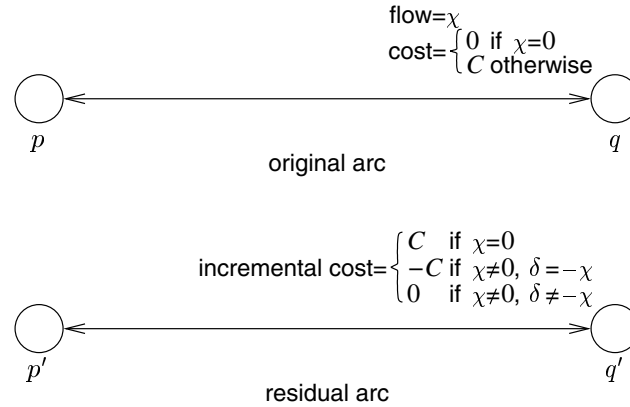 flow=χ
cost={0 if χ=0
C otherwise
p q
original arc
incremental cost={C if χ=0
−C if χ≠0, δ=−χ
0 if χ≠0, δ≠−χ
p′ q′
residual arc